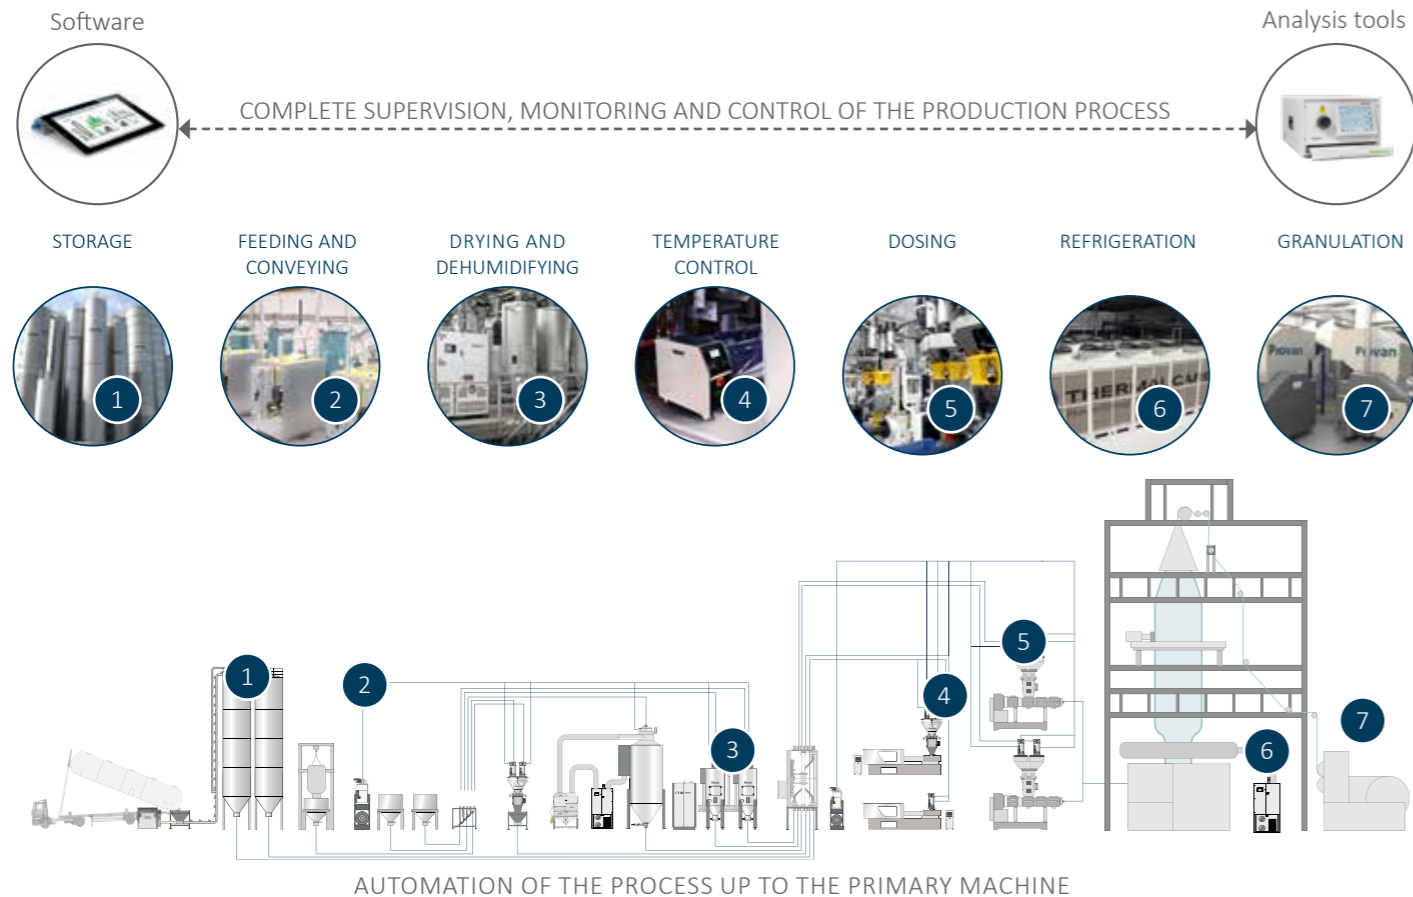 Software
Analysis tools
COMPLETE SUPERVISION, MONITORING AND CONTROL OF THE PRODUCTION PROCESS
STORAGE
FEEDING AND
CONVEYING
DRYING AND
DEHUMIDIFYING
TEMPERATURE
CONTROL
DOSING
REFRIGERATION
GRANULATION
1
2
3
4
5
6
7
1
2
3
4
5
6
7
AUTOMATION OF THE PROCESS UP TO THE PRIMARY MACHINE